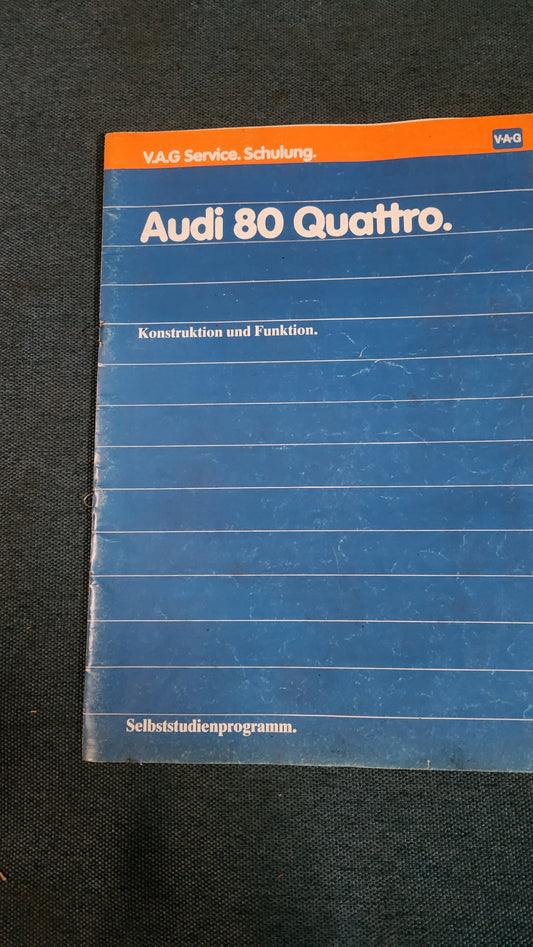 V.A.G Service. Schulung.
V·A·G
Audi 80 Quattro.
Konstruktion und Funktion.
Selbststudienprogramm.